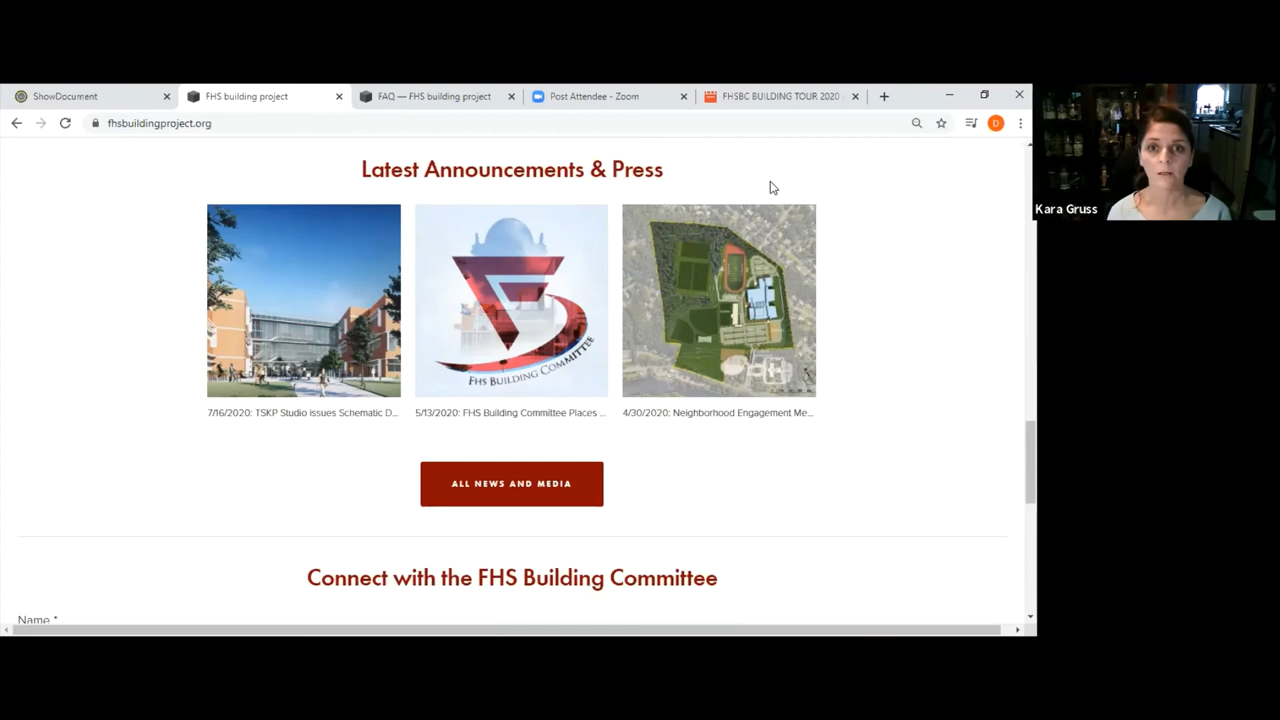 ShowDocument
FHS building project
FAQ — FHS building project
Post Attendee - Zoom
FHSBC BUILDING TOUR 2020
fhsbuildingproject.org
D
Latest Announcements & Press
Kara Gruss
FHS BUILDING COMMITTEE
7/16/2020: TSKP Studio issues Schematic D...
5/13/2020: FHS Building Committee Places ...
4/30/2020: Neighborhood Engagement Me...
ALL NEWS AND MEDIA
Connect with the FHS Building Committee
Name *